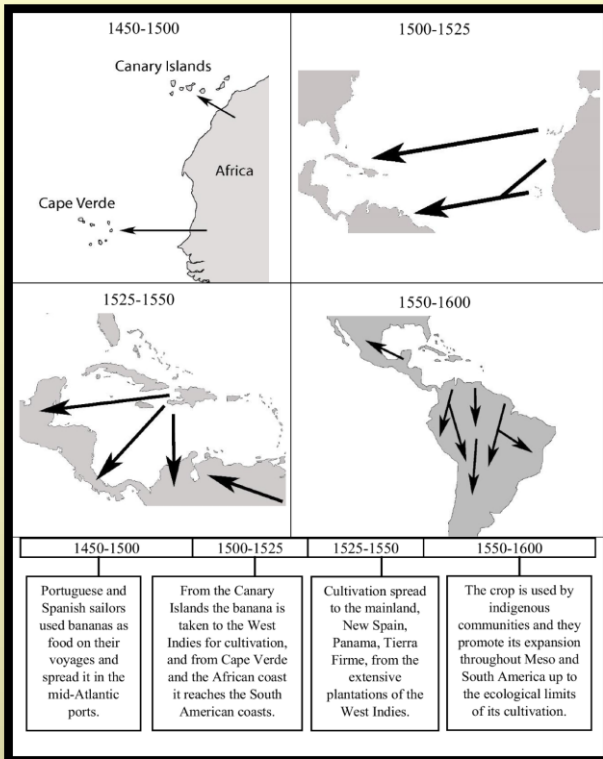 1450-1500
Canary Islands
Africa
Cape Verde
1500-1525
1525-1550
1550-1600
1450-1500
1500-1525
1525-1550
1550-1600
Portuguese and
Spanish sailors
used bananas as
food on their
voyages and
spread it in the
mid-Atlantic
ports.
From the Canary
Islands the banana is
taken to the West
Indies for cultivation,
and from Cape Verde
and the African coast
it reaches the South
American coasts.
Cultivation spread
to the mainland,
New Spain,
Panama, Tierra
Firme, from the
extensive
plantations of the
West Indies.
The crop is used by
indigenous
communities and they
promote its expansion
throughout Meso and
South America up to
the ecological limits
of its cultivation.